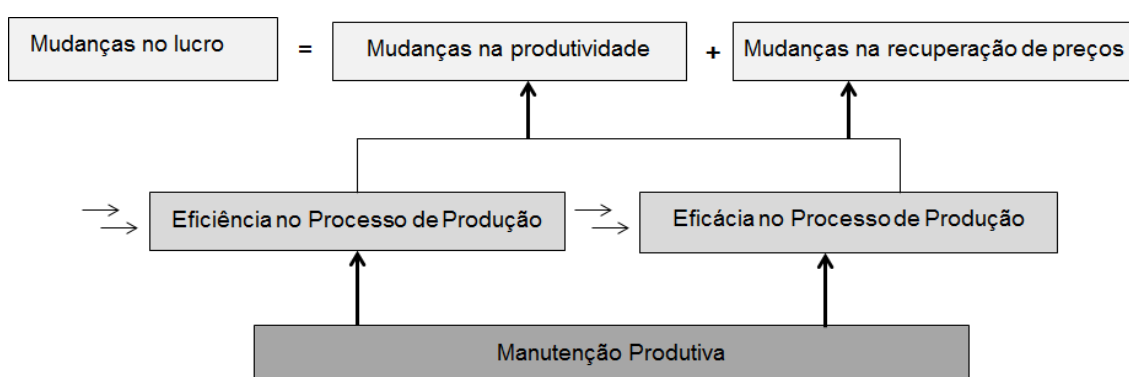 Mudanças no lucro = Mudanças na produtividade + Mudanças na recuperação de preços
Eficiência no Processo de Produção Eficácia no Processo de Produção
Manutenção Produtiva